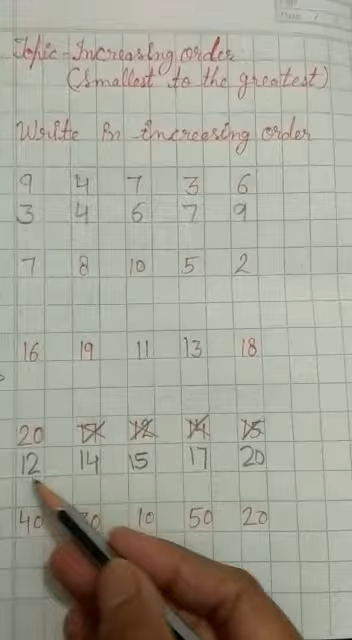 Topic-Increasing order
(Smallest to the greatest)
Write in increasing order
9 4 7 3 6
3 4 6 7 9
7 8 10 5 2
16 19 11 13 18
20 17 12 14 15
12 14 15 17 20
40 30 10 50 20